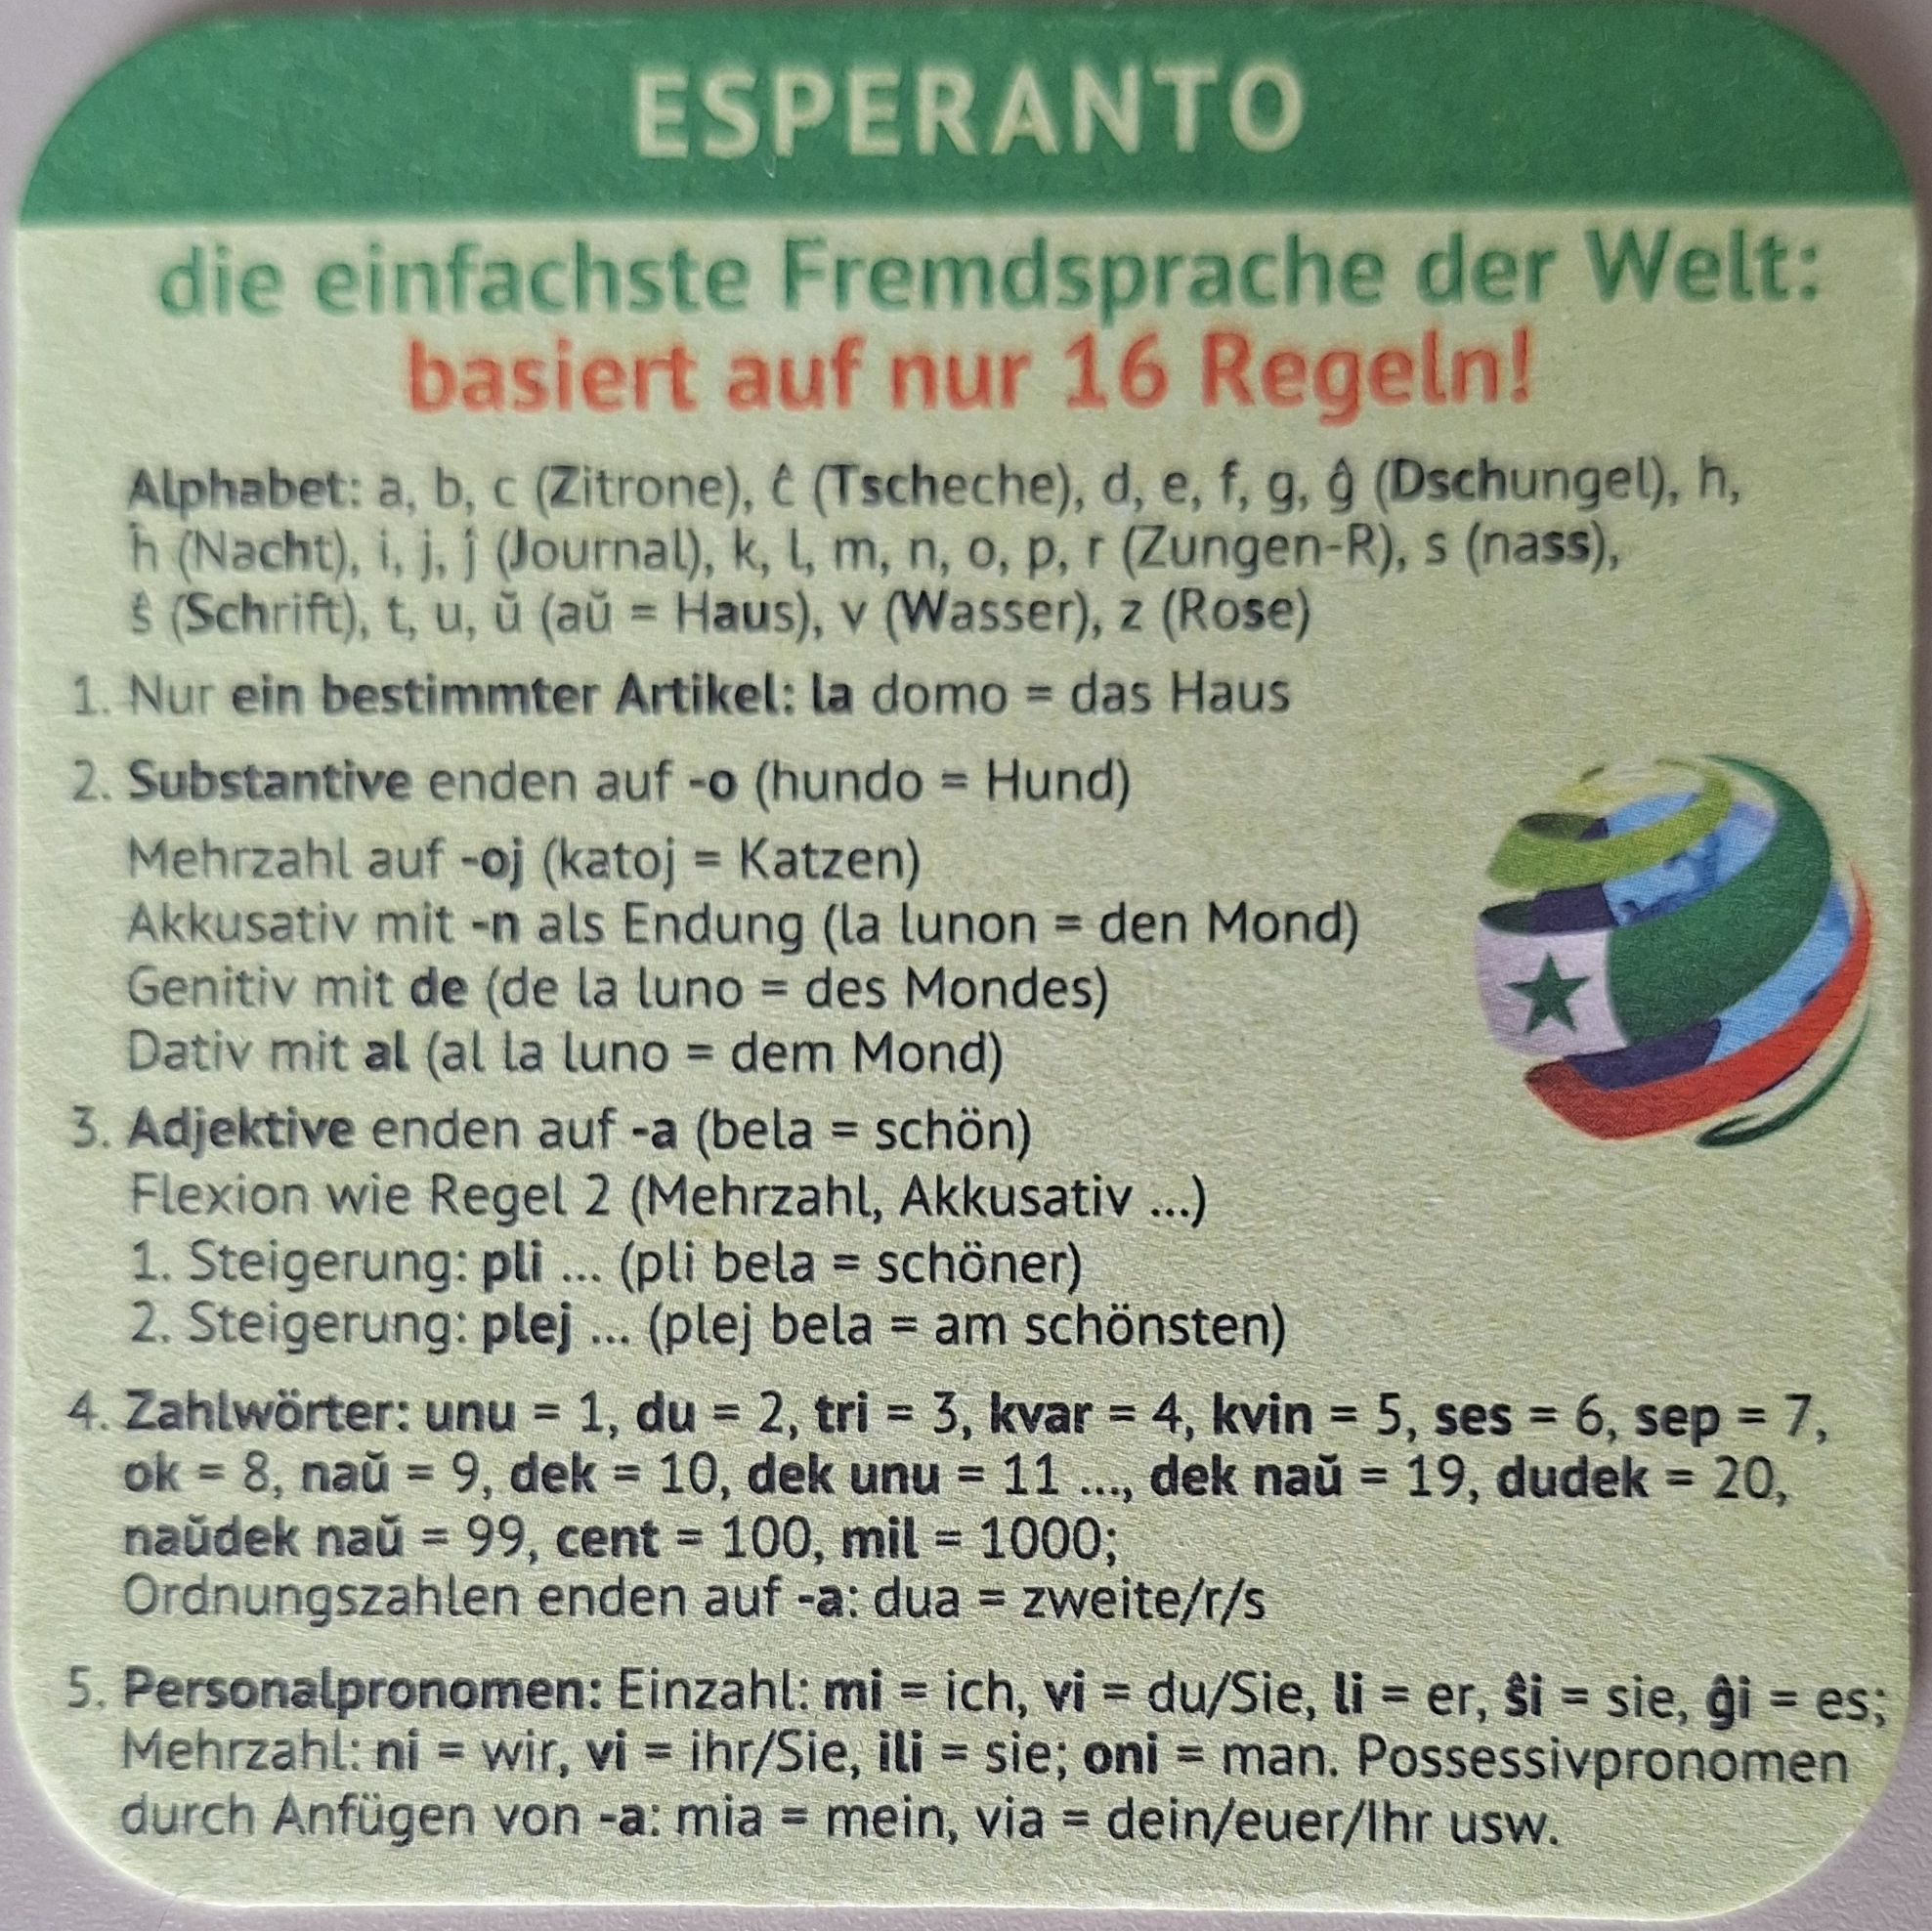 ESPERANTO
die einfachste Fremdsprache der Welt:
basiert auf nur 16 Regeln!
Alphabet: a, b, c (Zitrone), ĉ (Tscheche), d, e, f, g, ĝ (Dschungel), h,
ĥ (Nacht), i, j, ĵ (Journal), k, l, m, n, o, p, r (Zungen-R), s (nass),
ŝ (Schrift), t, u, ŭ (aŭ = Haus), v (Wasser), z (Rose)
1. Nur ein bestimmter Artikel: la domo = das Haus
2. Substantive enden auf -o (hundo = Hund)
Mehrzahl auf -oj (katoj = Katzen)
Akkusativ mit -n als Endung (la lunon = den Mond)
Genitiv mit de (de la luno = des Mondes)
Dativ mit al (al la luno = dem Mond)
3. Adjektive enden auf -a (bela = schön)
Flexion wie Regel 2 (Mehrzahl, Akkusativ ...)
1. Steigerung: pli ... (pli bela = schöner)
2. Steigerung: plej ... (plej bela = am schönsten)
4. Zahlwörter: unu = 1, du = 2, tri = 3, kvar = 4, kvin = 5, ses = 6, sep = 7,
ok = 8, naŭ = 9, dek = 10, dek unu = 11 ..., dek naŭ = 19, dudek = 20,
naŭdek naŭ = 99, cent = 100, mil = 1000;
Ordnungszahlen enden auf -a: dua = zweite/r/s
5. Personalpronomen: Einzahl: mi = ich, vi = du/Sie, li = er, ŝi = sie, ĝi = es;
Mehrzahl: ni = wir, vi = ihr/Sie, ili = sie; oni = man. Possessivpronomen
durch Anfügen von -a: mia = mein, via = dein/euer/Ihr usw.